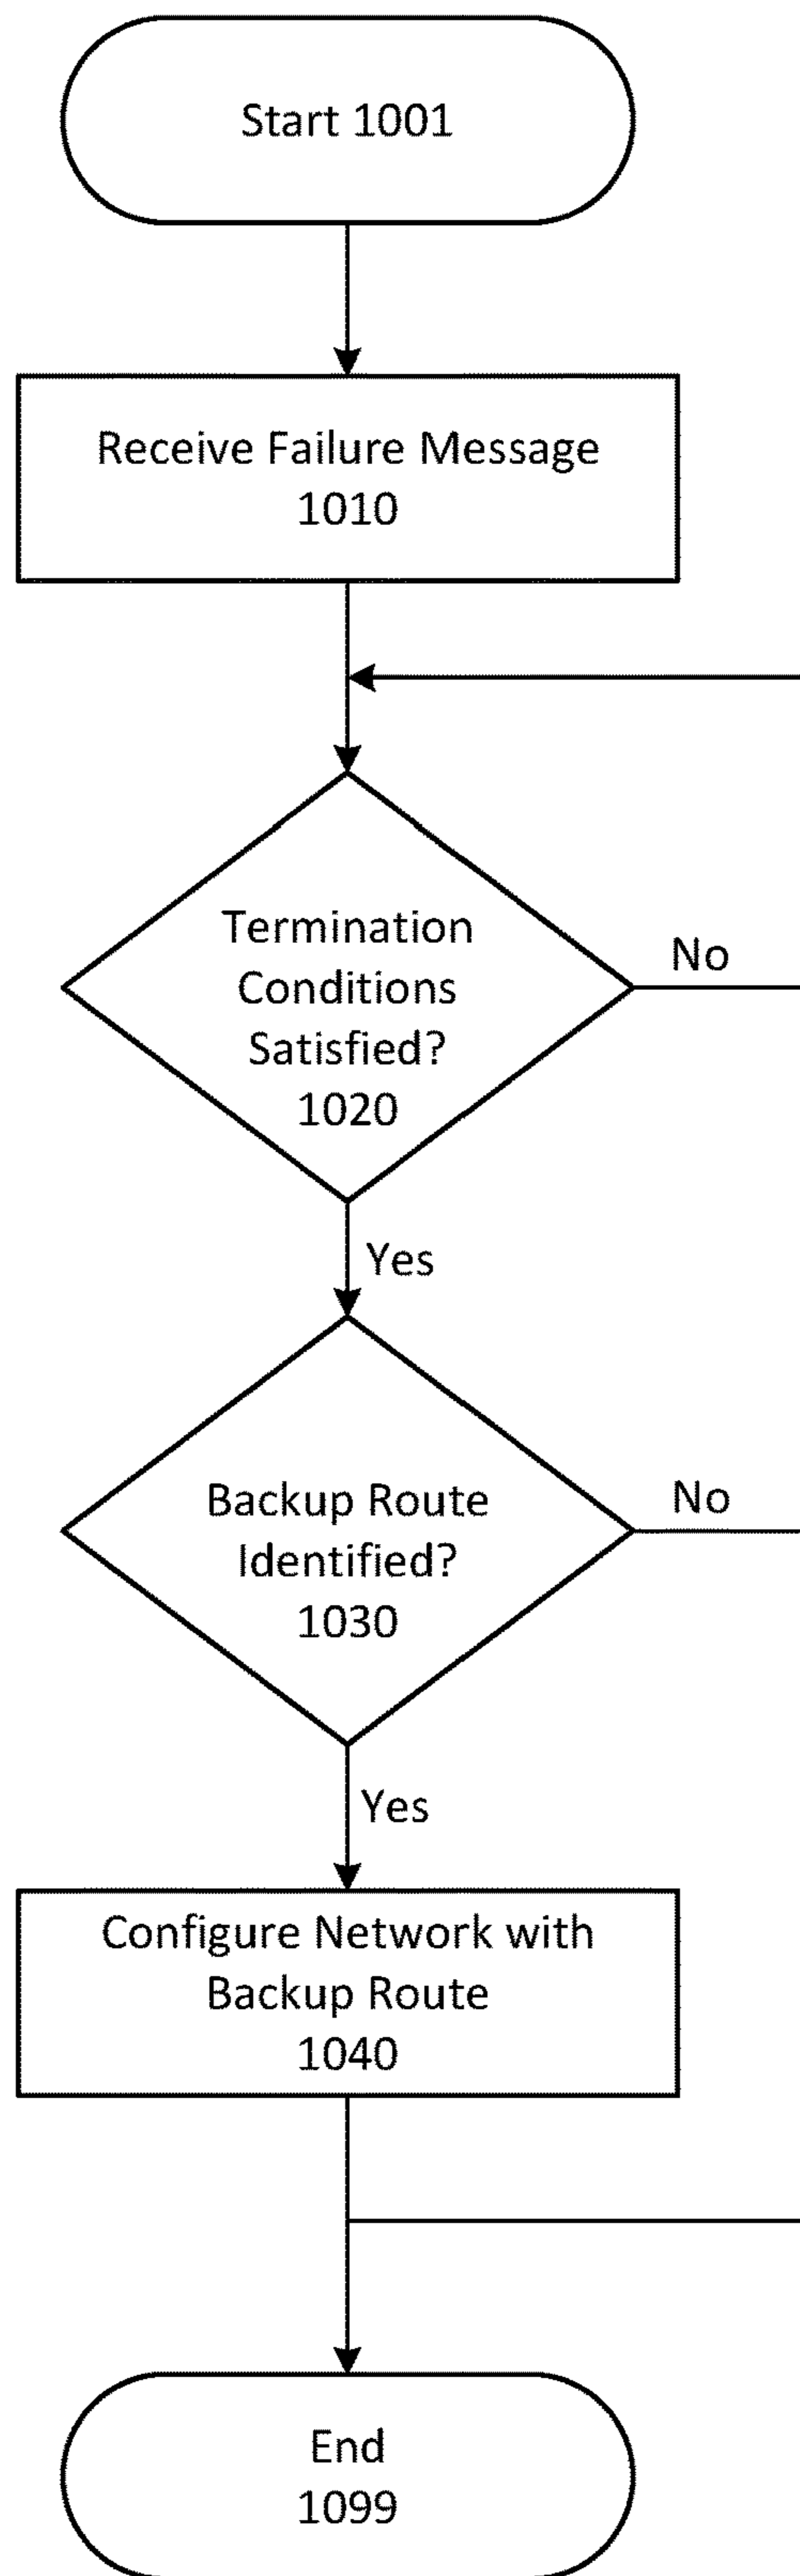 Start 1001
Receive Failure Message
1010
Termination
Conditions
Satisfied?
1020
No
Yes
Backup Route
Identified?
1030
No
Yes
Configure Network with
Backup Route
1040
End
1099